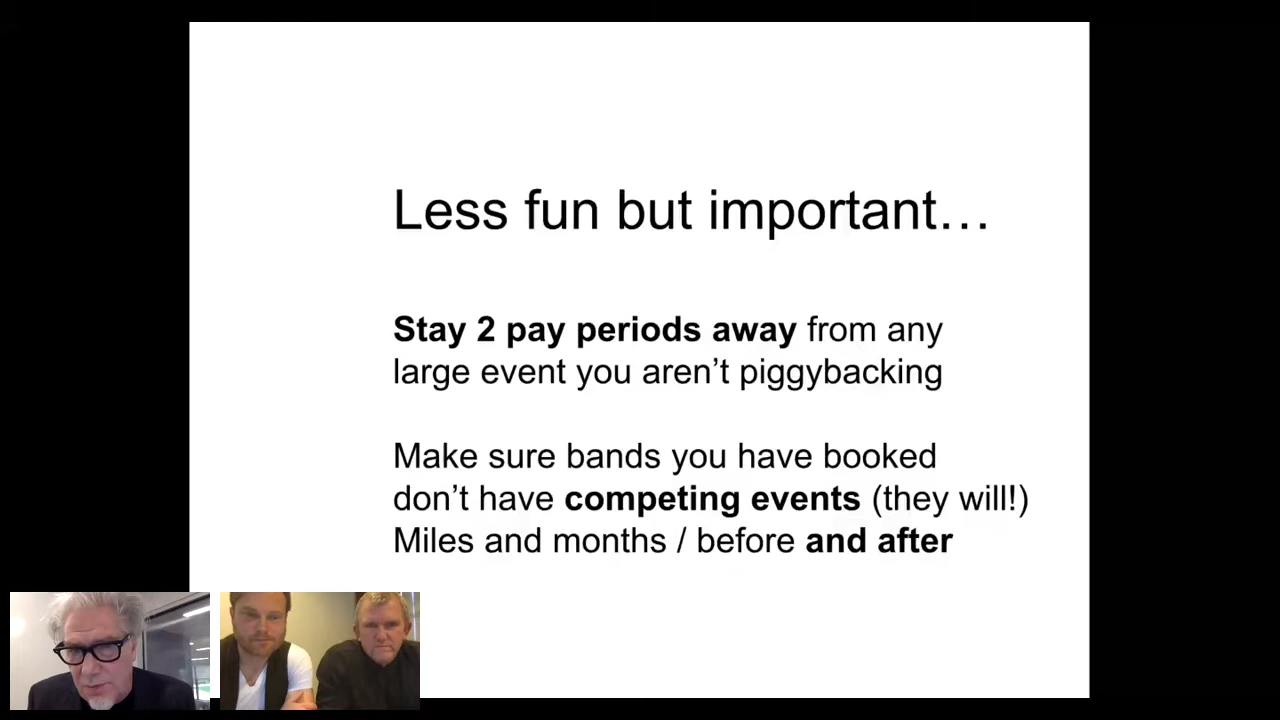 Less fun but important…
Stay 2 pay periods away from any
large event you aren’t piggybacking
Make sure bands you have booked
don’t have competing events (they will!)
Miles and months / before and after